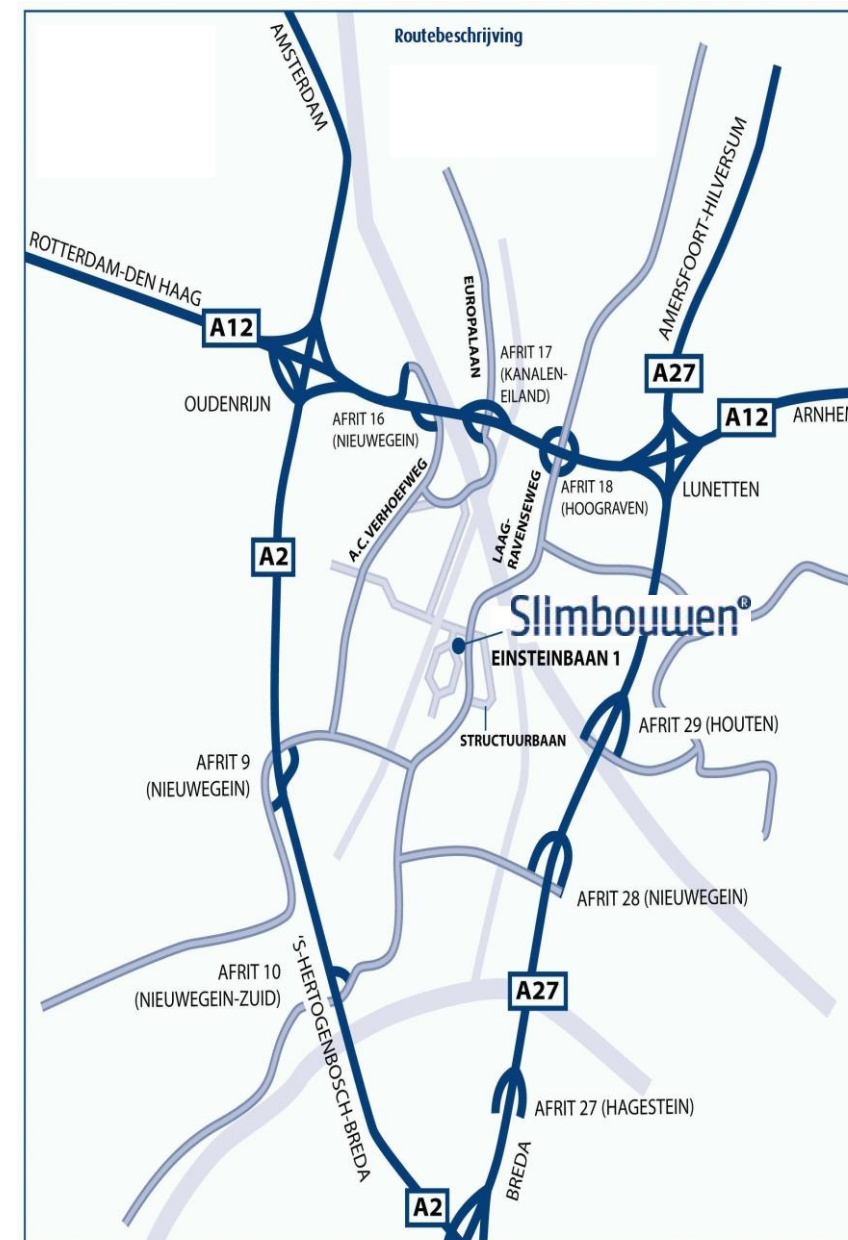 Routebeschrijving
AMSTERDAM
ROTTERDAM-DEN HAAG
A12
OUDENRIJN
EUROPALAAN
AFRIT 17
(KANALEN-
EILAND)
AMERSFOORT-HILVERSUM
A27
A12
ARNHEM
AFRIT 16
(NIEUWEGEIN)
A.C. VERHOEFWEG
LAAG-
RAVENSEWEG
AFRIT 18
(HOOGRAVEN)
LUNETTEN
A2
Slimbouwen®
EINSTEINBAAN 1
STRUCTUURBAAN
AFRIT 29 (HOUTEN)
AFRIT 9
(NIEUWEGEIN)
AFRIT 28 (NIEUWEGEIN)
AFRIT 10
(NIEUWEGEIN-ZUID)
'S-HERTOGENBOSCH-BREDA
A27
AFRIT 27 (HAGESTEIN)
BREDA
A2